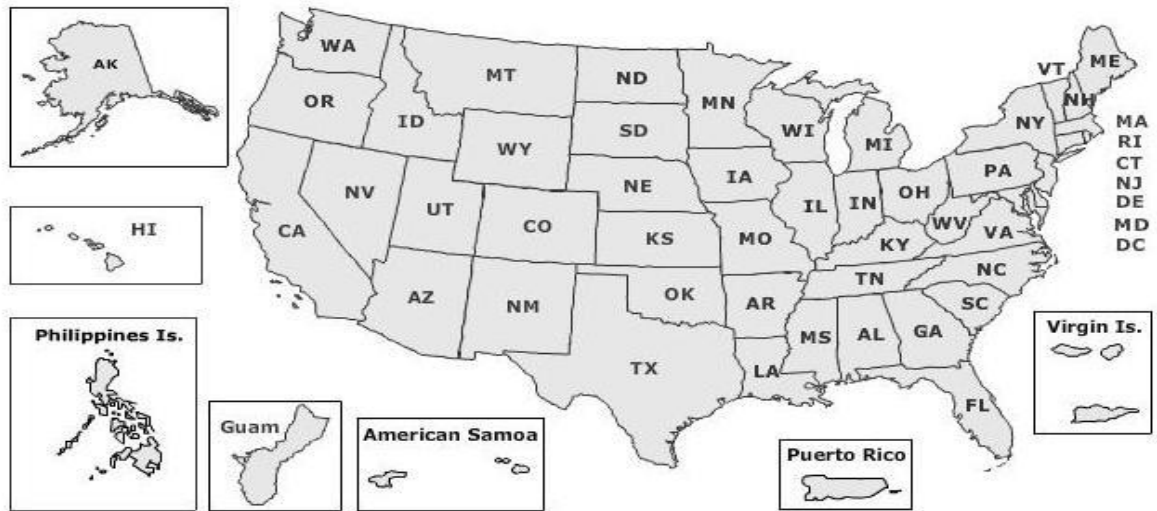 AK
HI
Philippines Is.
Guam
American Samoa
Puerto Rico
Virgin Is.
WA
OR
CA
ID
NV
MT
WY
UT
AZ
CO
NM
ND
SD
NE
KS
OK
TX
MN
IA
MO
AR
LA
WI
IL
MI
IN
OH
KY
TN
MS
AL
GA
FL
SC
NC
VA
WV
PA
NY
VT
NH
ME
MA
RI
CT
NJ
DE
MD
DC